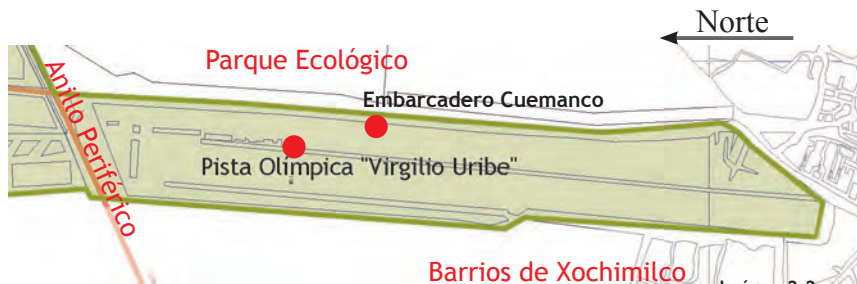 Norte
Parque Ecológico
Anillo Periférico
Embarcadero Cuemanco
Pista Olímpica "Virgilio Uribe"
Barrios de Xochimilco